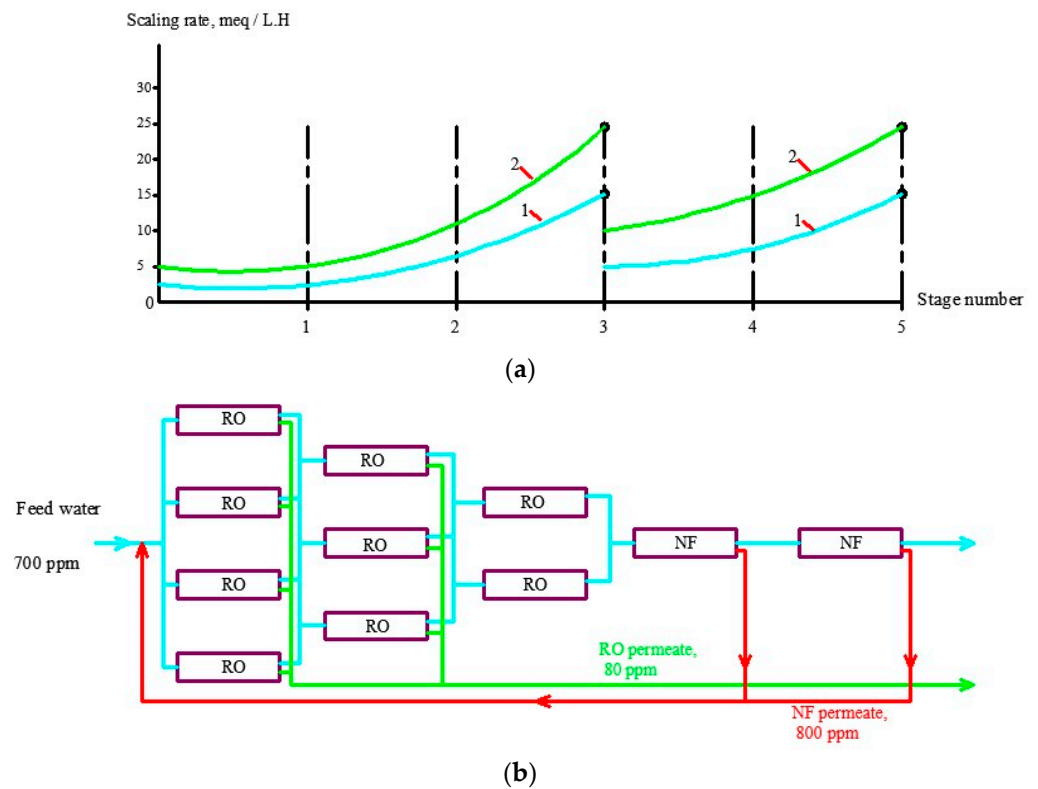 Scaling rate, meq / L.H
30
25
20
15
10
5
0
2
1
2
1
1
2
3
4
5
Stage number
(a)
RO
RO
RO
RO
RO
RO
RO
RO
RO
Feed water
700 ppm
NF
NF
RO permeate,
80 ppm
NF permeate,
800 ppm
(b)